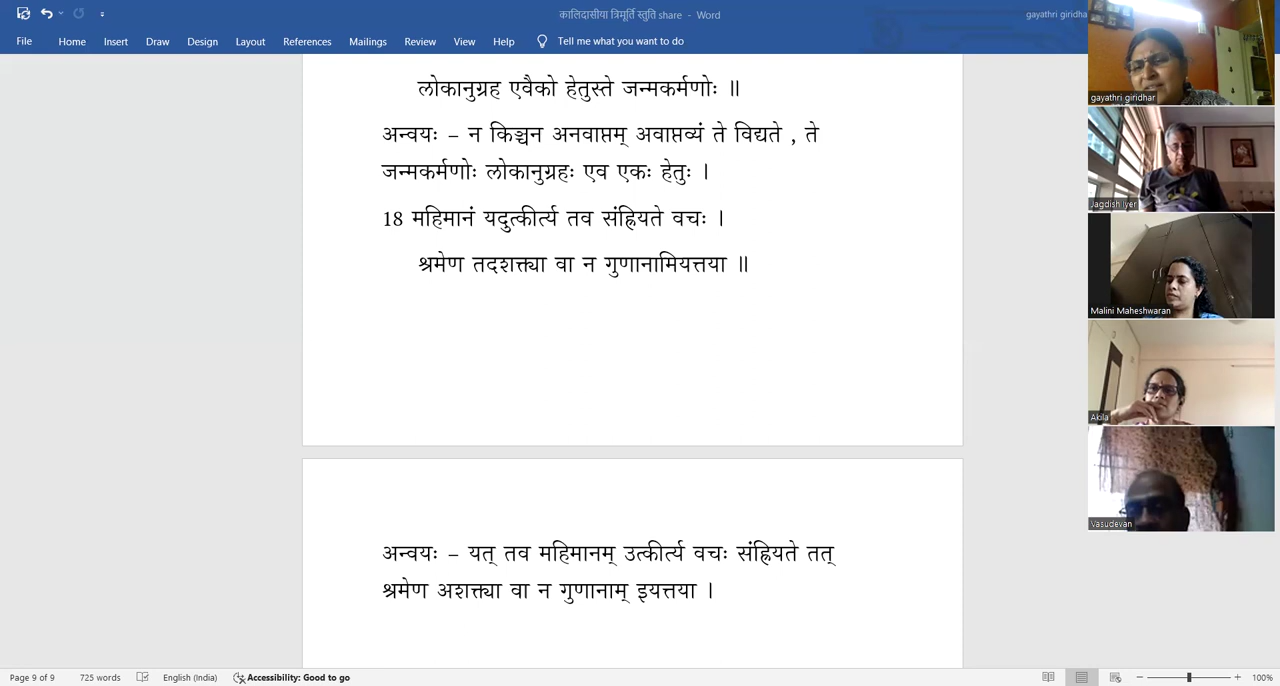 कालिदासीया त्रिमूर्ति स्तुति share - Word
gayathri giridha
File Home Insert Draw Design Layout References Mailings Review View Help Tell me what you want to do
लोकानुग्रह एवैको हेतुस्ते जन्मकर्मणोः ॥
अन्वयः – न किञ्चन अनवाप्तम् अवाप्तव्यं ते विद्यते , ते
जन्मकर्मणोः लोकानुग्रहः एव एकः हेतुः ।
18 महिमानं यदुत्कीर्त्य तव संह्रियते वचः ।
श्रमेण तदशक्त्या वा न गुणानामियत्तया ॥
अन्वयः – यत् तव महिमानम् उत्कीर्त्य वचः संह्रियते तत्
श्रमेण अशक्त्या वा न गुणानाम् इयत्तया ।
gayathri giridhar
Jagdish Iyer
Malini Maheshwaran
Akila
Vasudevan
Page 9 of 9 725 words English (India) Accessibility: Good to go 100%